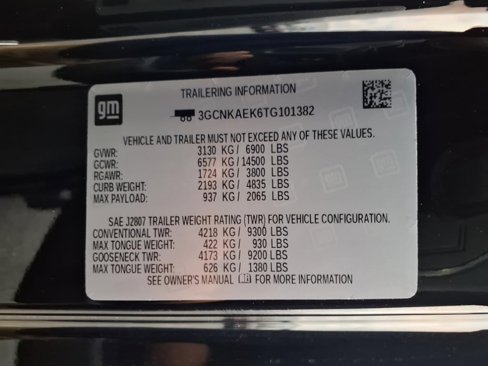 TRAILERING INFORMATION
gm
3GCNKAEK6TG101382
VEHICLE AND TRAILER MUST NOT EXCEED ANY OF THESE VALUES.
GVWR: 3130 KG / 6900 LBS
GCWR: 6577 KG / 14500 LBS
RGAWR: 1724 KG / 3800 LBS
CURB WEIGHT: 2193 KG / 4835 LBS
MAX PAYLOAD: 937 KG / 2065 LBS
SAE J2807 TRAILER WEIGHT RATING (TWR) FOR VEHICLE CONFIGURATION.
CONVENTIONAL TWR: 4218 KG / 9300 LBS
MAX TONGUE WEIGHT: 422 KG / 930 LBS
GOOSENECK TWR: 4173 KG / 9200 LBS
MAX TONGUE WEIGHT: 626 KG / 1380 LBS
SEE OWNER'S MANUAL FOR MORE INFORMATION